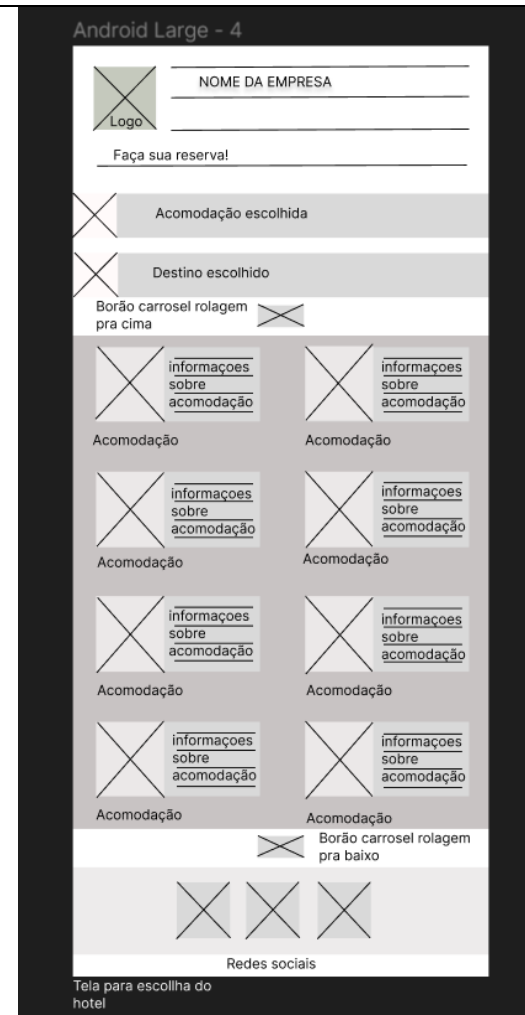 Android Large - 4
NOME DA EMPRESA
Logo
Faça sua reserva!
Acomodação escolhida
Destino escolhido
Borão carrosel rolagem
pra cima
informaçoes
sobre
acomodação
Acomodação
informaçoes
sobre
acomodação
Acomodação
informaçoes
sobre
acomodação
Acomodação
informaçoes
sobre
acomodação
Acomodação
informaçoes
sobre
acomodação
Acomodação
informaçoes
sobre
acomodação
Acomodação
informaçoes
sobre
acomodação
Acomodação
informaçoes
sobre
acomodação
Acomodação
Borão carrosel rolagem
pra baixo
Redes sociais
Tela para escollha do
hotel